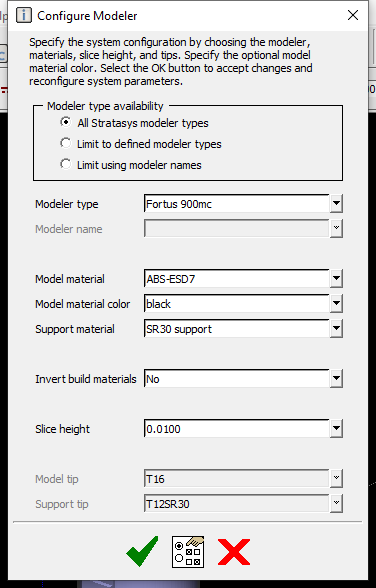 Configure Modeler
Specify the system configuration by choosing the modeler,
materials, slice height, and tips. Specify the optional model
material color. Select the OK button to accept changes and
reconfigure system parameters.
Modeler type availability
All Stratasys modeler types
Limit to defined modeler types
Limit using modeler names
Modeler type Fortus 900mc
Modeler name
Model material ABS-ESD7
Model material color black
Support material SR30 support
Invert build materials No
Slice height 0.0100
Model tip T16
Support tip T12SR30